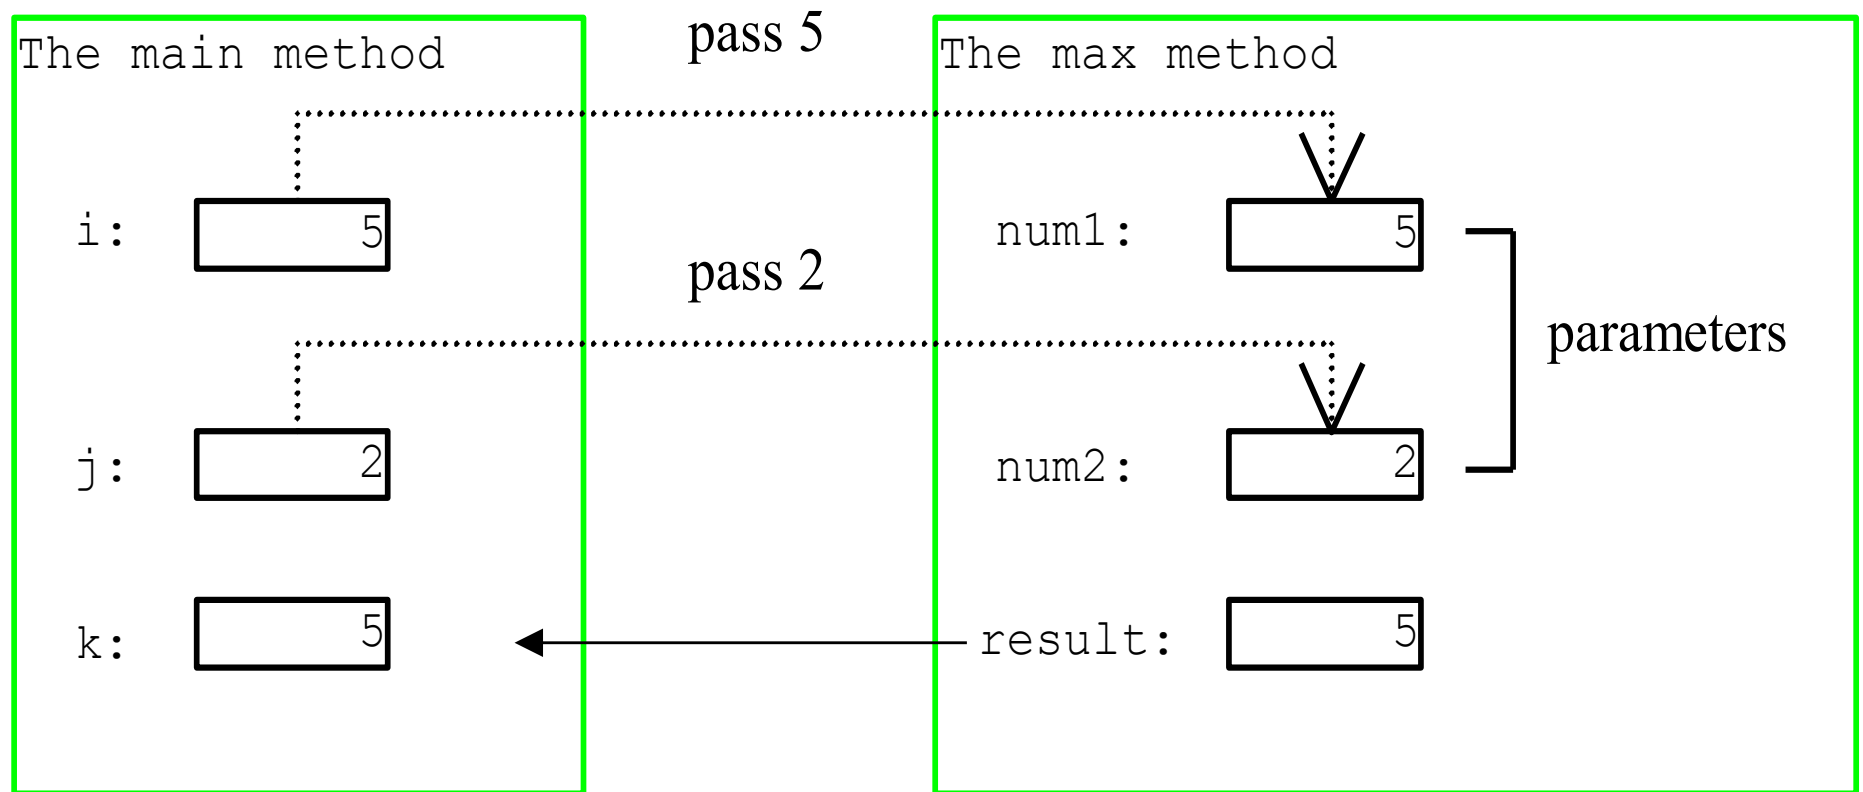 pass 5
The main method
The max method
i: 5
num1: 5
pass 2
parameters
j: 2
num2: 2
k: 5
result: 5